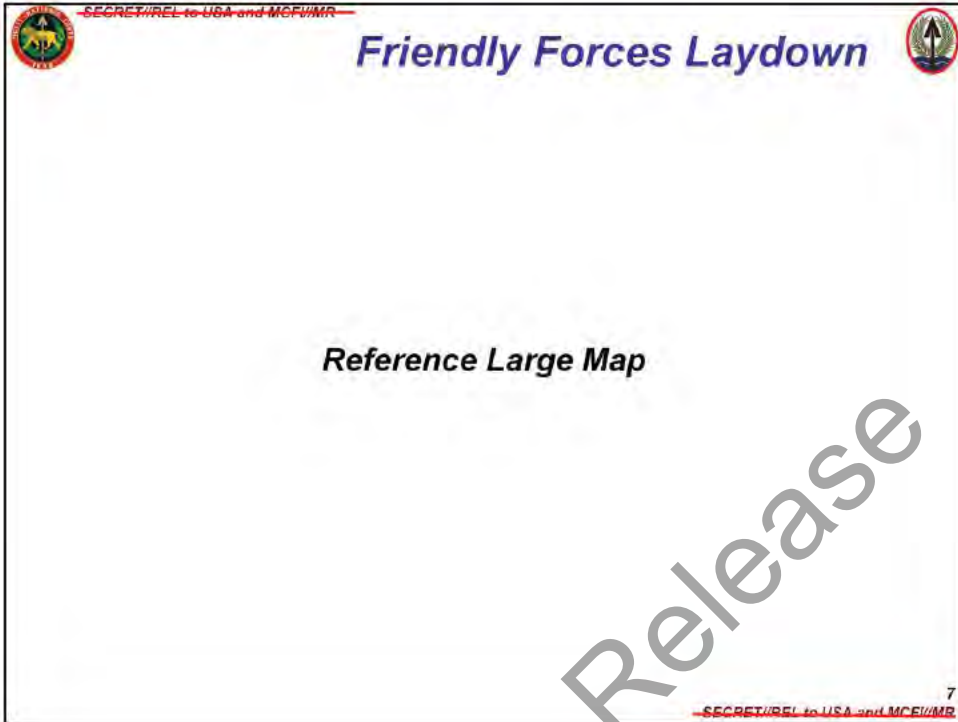 SECRET//REL to USA and MCFI//MR
Friendly Forces Laydown
Reference Large Map
Release
7
SECRET//REL to USA and MCFI//MR